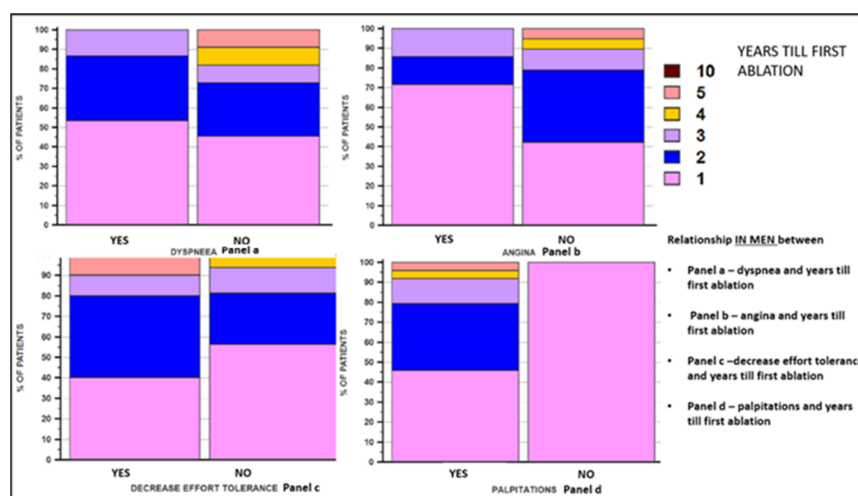 100
90
80
70
60
50
40
30
20
10
0
% OF PATIENTS
YES NO
DYSPNEEA Panel a
100
90
80
70
60
50
40
30
20
10
0
% OF PATIENTS
YES NO
ANGINA Panel b
YEARS TILL FIRST
ABLATION
10
5
4
3
2
1
90
80
70
60
50
40
30
20
10
0
% OF PATIENTS
YES NO
DECREASE EFFORT TOLERANCE Panel c
100
90
80
70
60
50
40
30
20
10
0
% OF PATIENTS
YES NO
PALPITATIONS Panel d
Relationship IN MEN between
• Panel a – dyspnea and years till
first ablation
• Panel b – angina and years till
first ablation
• Panel c –decrease effort tolerance
and years till first ablation
• Panel d – palpitations and years
till first ablation